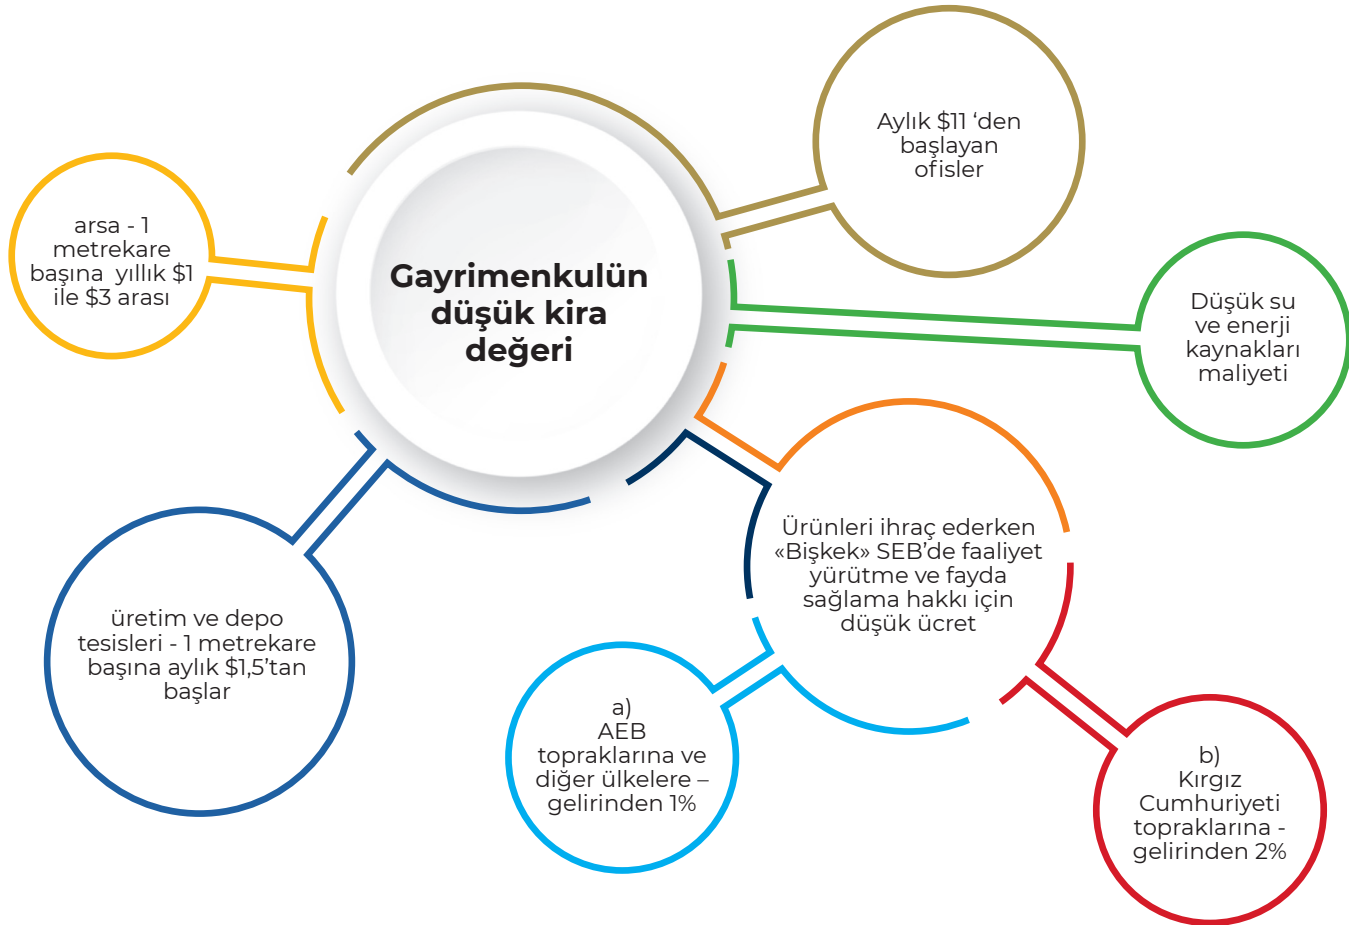 Gayrimenkulün
düşük kira
değeri
Aylık $11 ‘den
başlayan
ofisler
arsa - 1
metrekare
başına  yıllık $1
ile $3 arası
Düşük su
ve enerji
kaynakları
maliyeti
üretim ve depo
tesisleri - 1 metrekare
başına aylık $1,5’tan
başlar
Ürünleri ihraç ederken
«Bişkek» SEB’de faaliyet
yürütme ve fayda
sağlama hakkı için
düşük ücret
a)
AEB
topraklarına ve
diğer ülkelere –
gelirinden 1%
b)
Kırgız
Cumhuriyeti
topraklarına -
gelirinden 2%